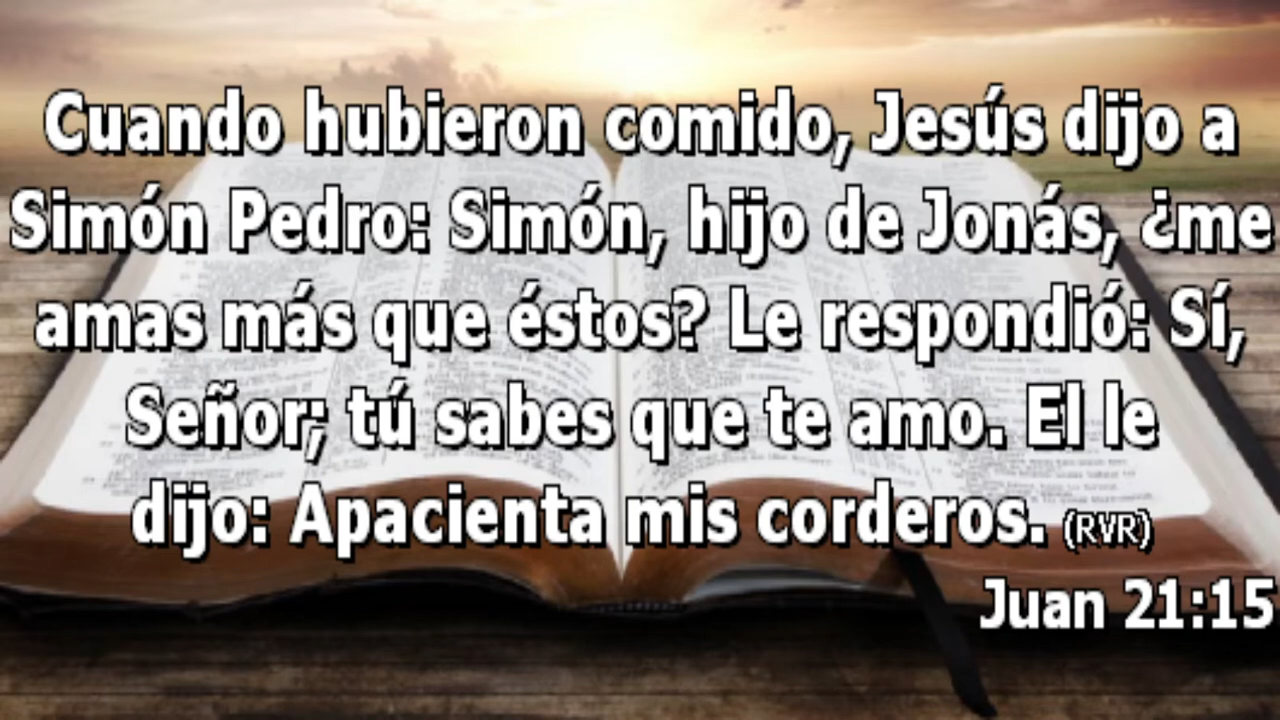 Cuando hubieron comido, Jesús dijo a
Simón Pedro: Simón, hijo de Jonás, ¿me
amas más que éstos? Le respondió: Sí,
Señor; tú sabes que te amo. El le
dijo: Apacienta mis corderos. (RVR)
Juan 21:15